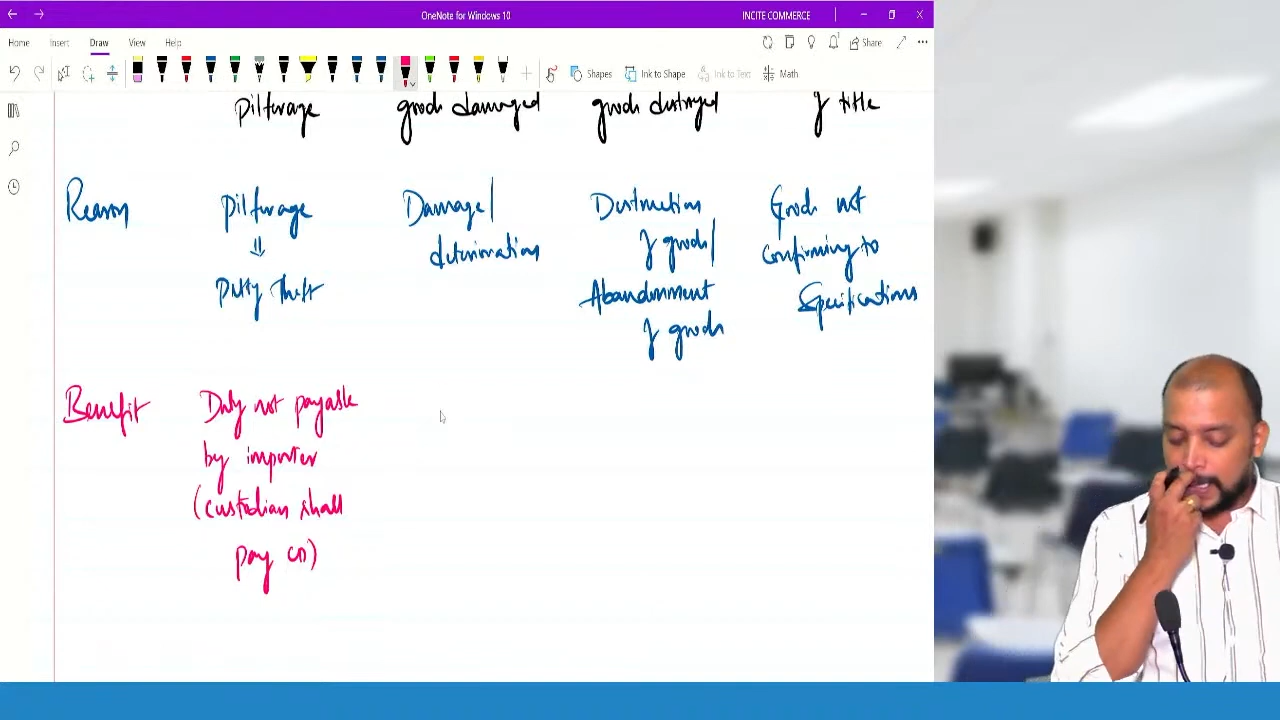 OneNote for Windows 10
INCITE COMMERCE
Home Insert Draw View Help
Share
Shapes
Ink to Shape
Ink to Text
Math
pilferage goods damaged goods destroyed of title
Reason
pilferage
Petty theft
Damage/
deterioration
Destruction
of goods/
Abandonment
of goods
Goods not
confirming to
Specifications
Benefit
Duty not payable
by importer
(custodian shall
pay CD)